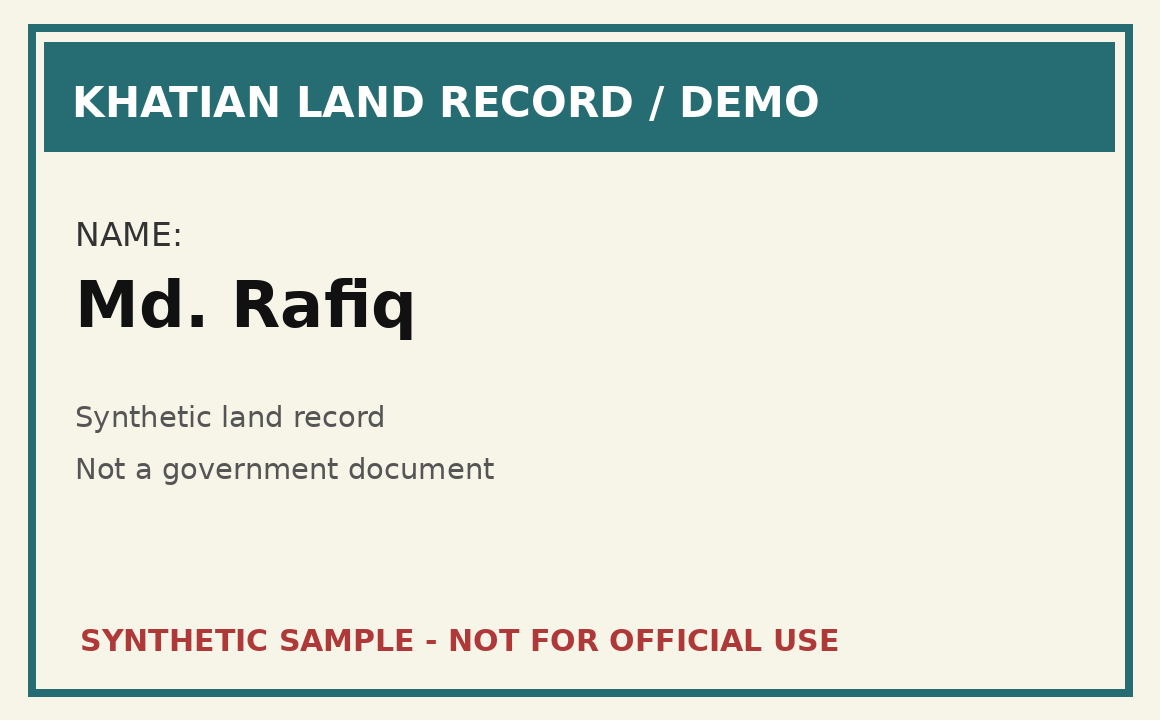 KHATIAN LAND RECORD / DEMO
NAME:
Md. Rafiq
Synthetic land record
Not a government document
SYNTHETIC SAMPLE - NOT FOR OFFICIAL USE